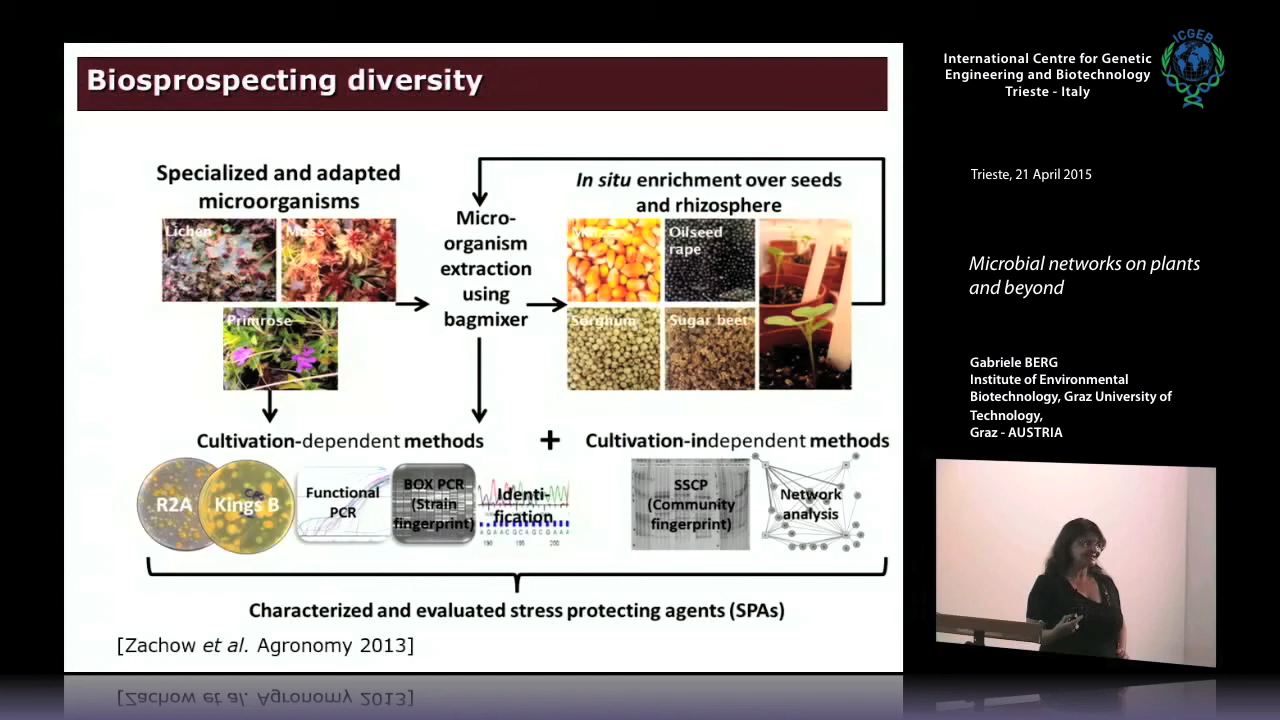 Biosprospecting diversity
Specialized and adapted
microorganisms
Lichen
Moss
Primrose
Micro-
organism
extraction
using
bagmixer
In situ enrichment over seeds
and rhizosphere
Oilseed
rape
Sorghum
Sugar beet
Cultivation-dependent methods
+
Cultivation-independent methods
R2A
Kings B
Functional
PCR
BOX PCR
(Strain
fingerprint)
Identi-
fication
A G A A C G C A G C G A A A
190 195 200
SSCP
(Community
fingerprint)
Network
analysis
Characterized and evaluated stress protecting agents (SPAs)
[Zachow et al. Agronomy 2013]
International Centre for Genetic
Engineering and Biotechnology
Trieste - Italy
ICGEB
Trieste, 21 April 2015
Microbial networks on plants
and beyond
Gabriele BERG
Institute of Environmental
Biotechnology, Graz University of
Technology,
Graz - AUSTRIA